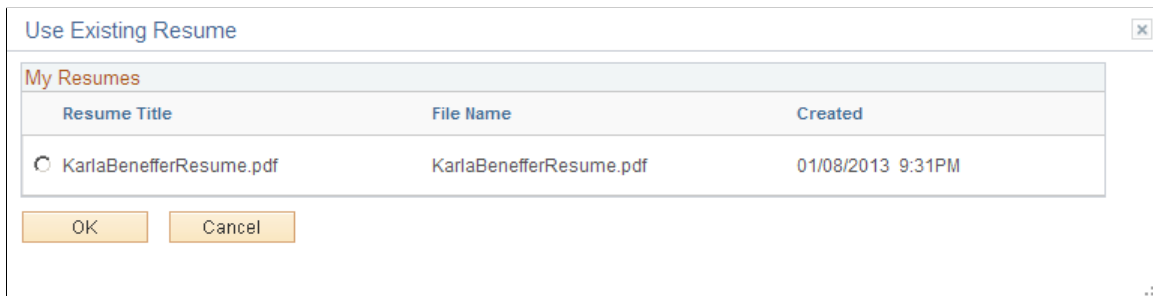 Use Existing Resume
My Resumes
Resume Title File Name Created
KarlaBenefferResume.pdf KarlaBenefferResume.pdf 01/08/2013 9:31PM
OK Cancel